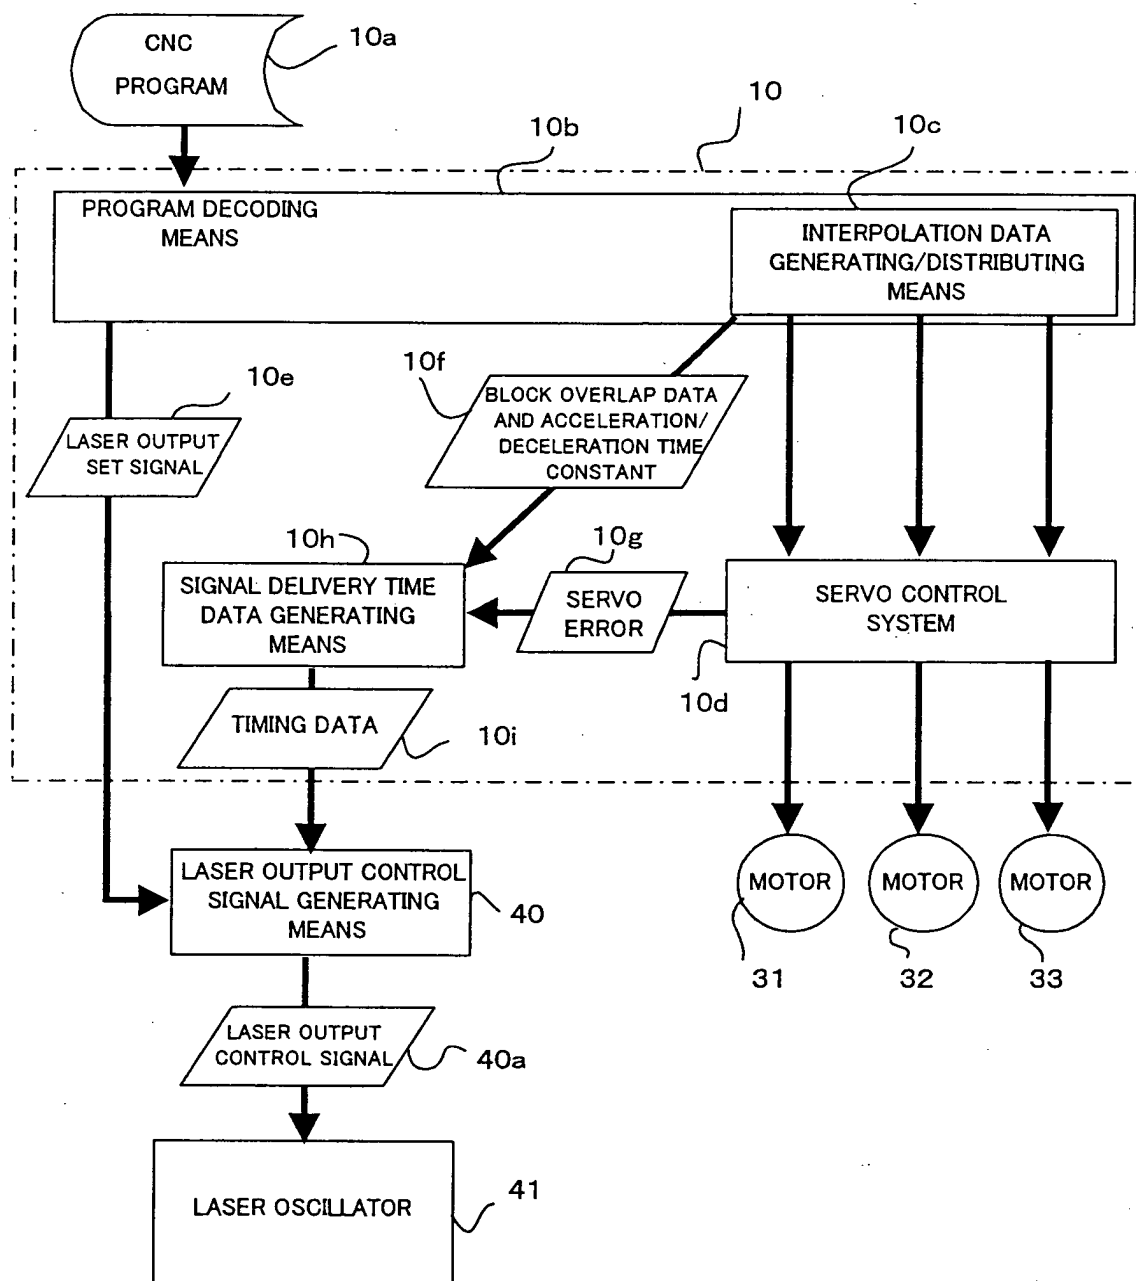 CNC
PROGRAM
10a
10
10b
10c
PROGRAM DECODING
MEANS
INTERPOLATION DATA
GENERATING/DISTRIBUTING
MEANS
10f
BLOCK OVERLAP DATA
AND ACCELERATION/
DECELERATION TIME
CONSTANT
10e
LASER OUTPUT
SET SIGNAL
10h
SIGNAL DELIVERY TIME
DATA GENERATING
MEANS
10g
SERVO
ERROR
SERVO CONTROL
SYSTEM
10d
TIMING DATA
10i
LASER OUTPUT CONTROL
SIGNAL GENERATING
MEANS
40
MOTOR
MOTOR
MOTOR
31
32
33
LASER OUTPUT
CONTROL SIGNAL
40a
LASER OSCILLATOR
41